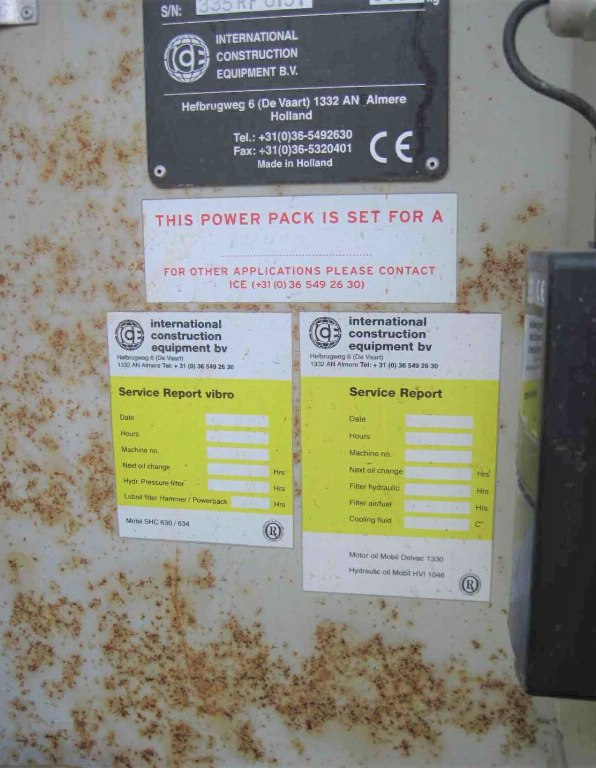 S/N:
INTERNATIONAL
CONSTRUCTION
EQUIPMENT B.V.
Hefbrugweg 6 (De Vaart) 1332 AN Almere
Holland
Tel.: +31(0)36-5492630
Fax: +31(0)36-5320401
Made in Holland
CE
THIS POWER PACK IS SET FOR A
FOR OTHER APPLICATIONS PLEASE CONTACT
ICE (+31 (0) 36 549 26 30)
international
construction
equipment bv
Hefbrugweg 6 (De Vaart)
1332 AN Almere Tel: + 31 (0) 36 549 26 30
Service Report vibro
Date
Hours
Machine no.
Next oil change Hrs
Hydr. Pressure filter Hrs
Luboil filter Hammer / Powerpack Hrs
Mobil SHC 630 / 634
R
international
construction
equipment bv
Hefbrugweg 6 (De Vaart)
1332 AN Almere Tel: + 31 (0) 36 549 26 30
Service Report
Date
Hours
Machine no.
Next oil change Hrs
Filter hydraulic Hrs
Filter air/fuel Hrs
Cooling fluid C°
Motor oil Mobil Delvac 1330
Hydraulic oil Mobil HVI 1046
R